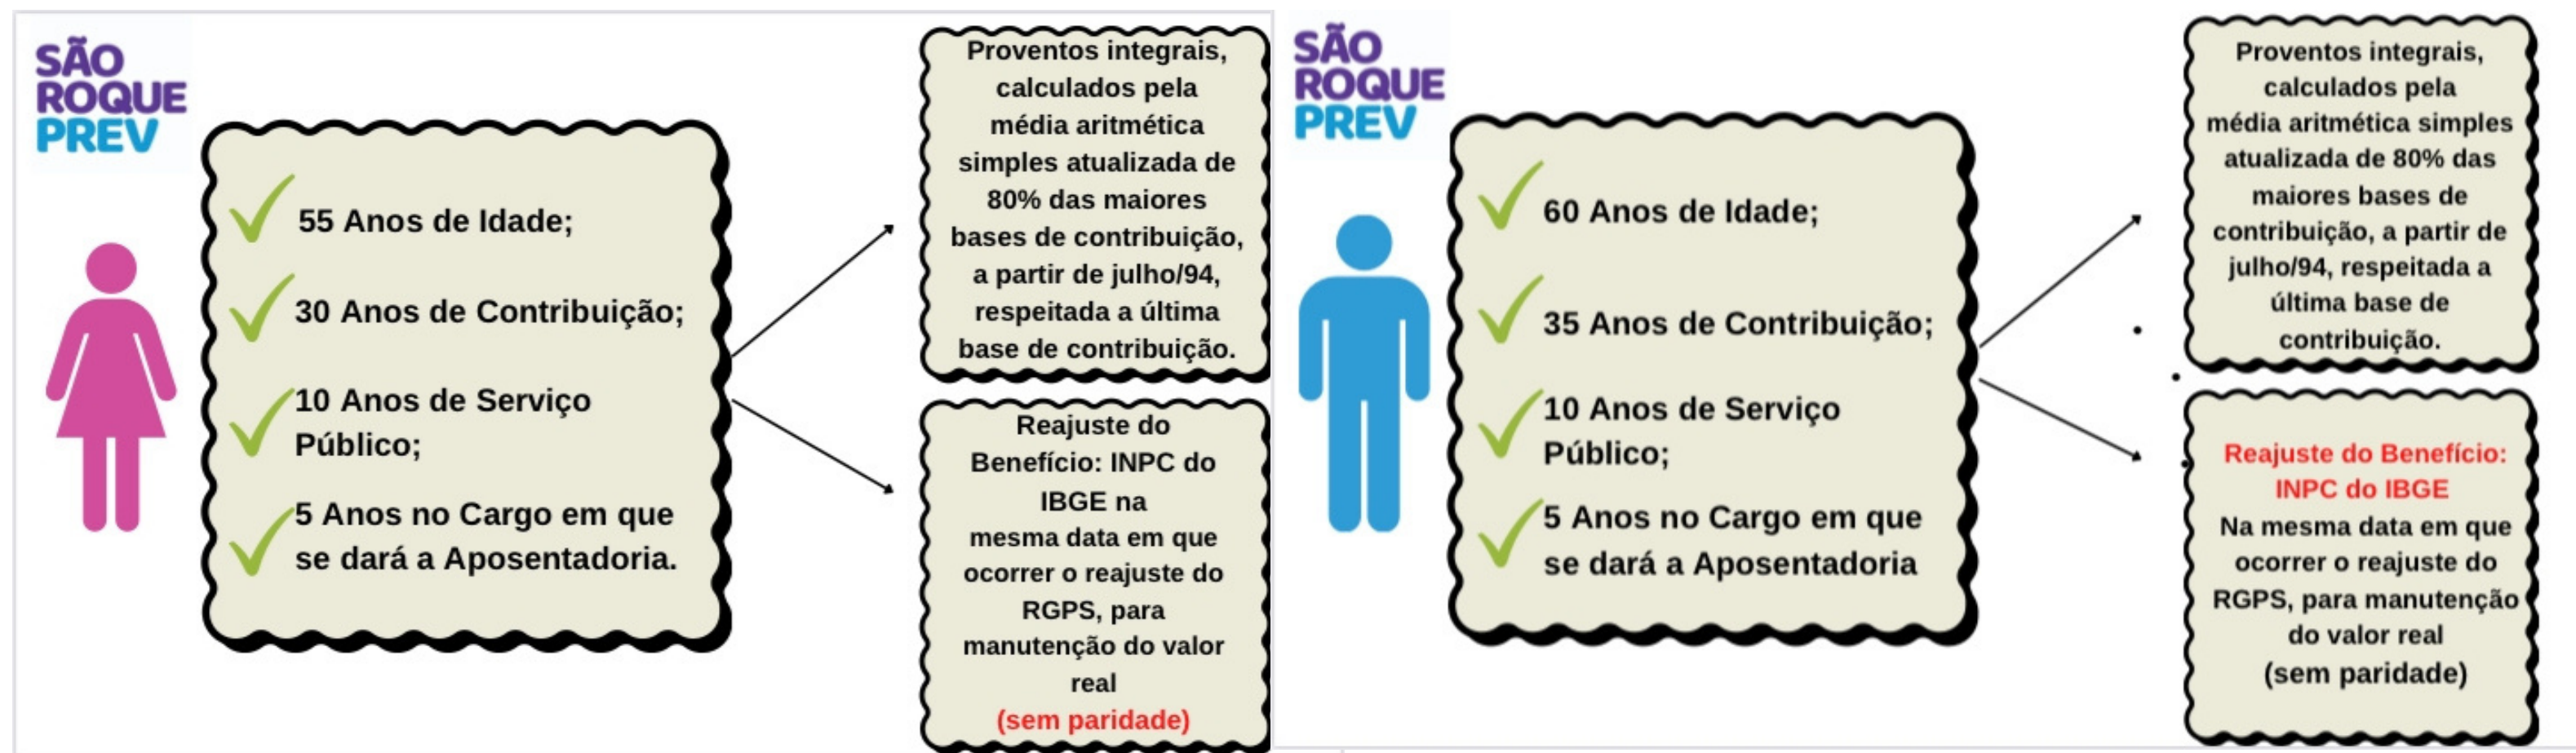 SÃO
ROQUE
PREV
55 Anos de Idade;
30 Anos de Contribuição;
10 Anos de Serviço
Público;
5 Anos no Cargo em que
se dará a Aposentadoria.
Proventos integrais,
calculados pela
média aritmética
simples atualizada de
80% das maiores
bases de contribuição,
a partir de julho/94,
respeitada a última
base de contribuição.
Reajuste do
Benefício: INPC do
IBGE na
mesma data em que
ocorrer o reajuste do
RGPS, para
manutenção do valor
real
(sem paridade)
SÃO
ROQUE
PREV
60 Anos de Idade;
35 Anos de Contribuição;
10 Anos de Serviço
Público;
5 Anos no Cargo em que
se dará a Aposentadoria
Proventos integrais,
calculados pela
média aritmética simples
atualizada de 80% das
maiores bases de
contribuição, a partir de
julho/94, respeitada a
última base de
contribuição.
Reajuste do Benefício:
INPC do IBGE
Na mesma data em que
ocorrer o reajuste do
RGPS, para manutenção
do valor real
(sem paridade)